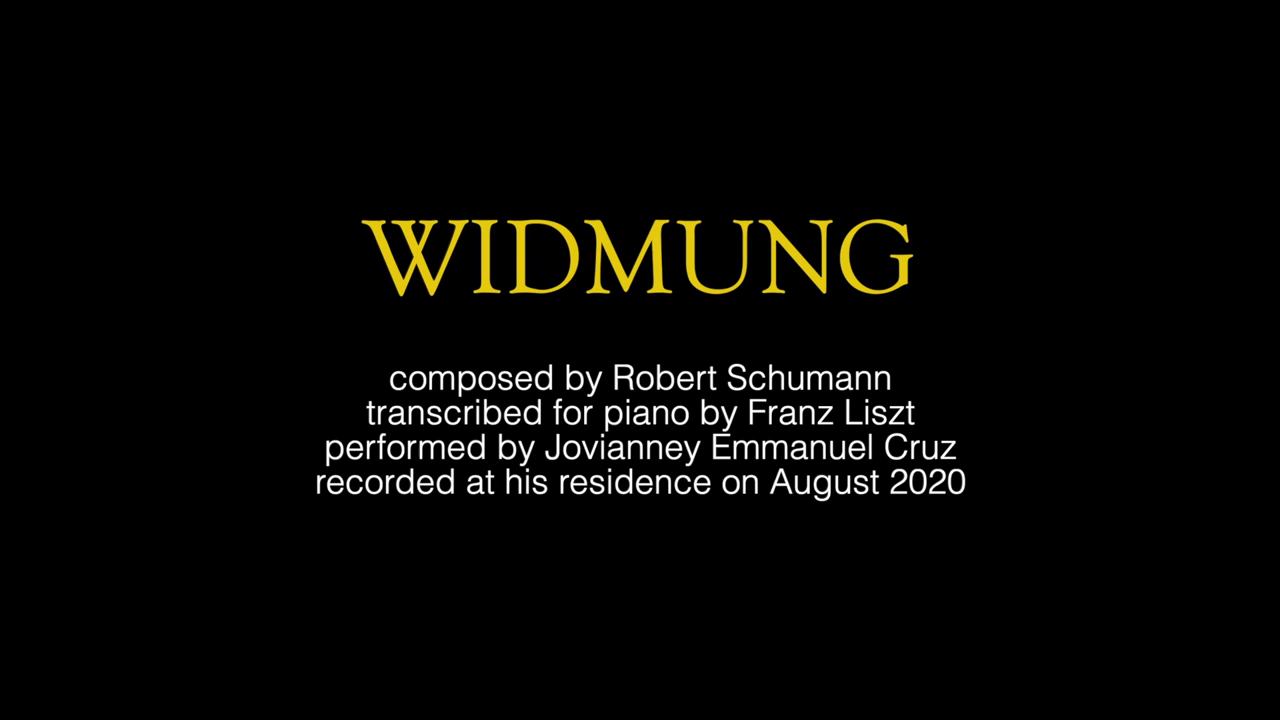 WIDMUNG
composed by Robert Schumann
transcribed for piano by Franz Liszt
performed by Jovianney Emmanuel Cruz
recorded at his residence on August 2020